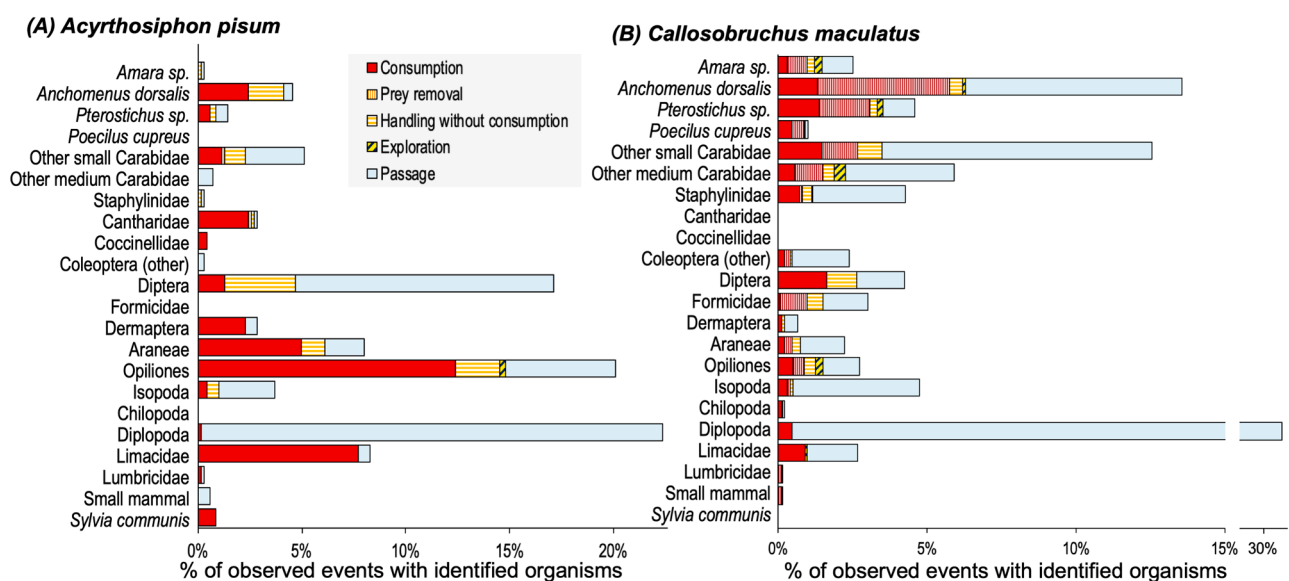 (A) Acyrthosiphon pisum
Amara sp.
Anchomenus dorsalis
Pterostichus sp.
Poecilus cupreus
Other small Carabidae
Other medium Carabidae
Staphylinidae
Cantharidae
Coccinellidae
Coleoptera (other)
Diptera
Formicidae
Dermaptera
Araneae
Opiliones
Isopoda
Chilopoda
Diplopoda
Limacidae
Lumbricidae
Small mammal
Sylvia communis
0% 5% 10% 15% 20%
% of observed events with identified organisms
Consumption
Prey removal
Handling without consumption
Exploration
Passage
(B) Callosobruchus maculatus
Amara sp.
Anchomenus dorsalis
Pterostichus sp.
Poecilus cupreus
Other small Carabidae
Other medium Carabidae
Staphylinidae
Cantharidae
Coccinellidae
Coleoptera (other)
Diptera
Formicidae
Dermaptera
Araneae
Opiliones
Isopoda
Chilopoda
Diplopoda
Limacidae
Lumbricidae
Small mammal
Sylvia communis
0% 5% 10% 15% 30%
% of observed events with identified organisms